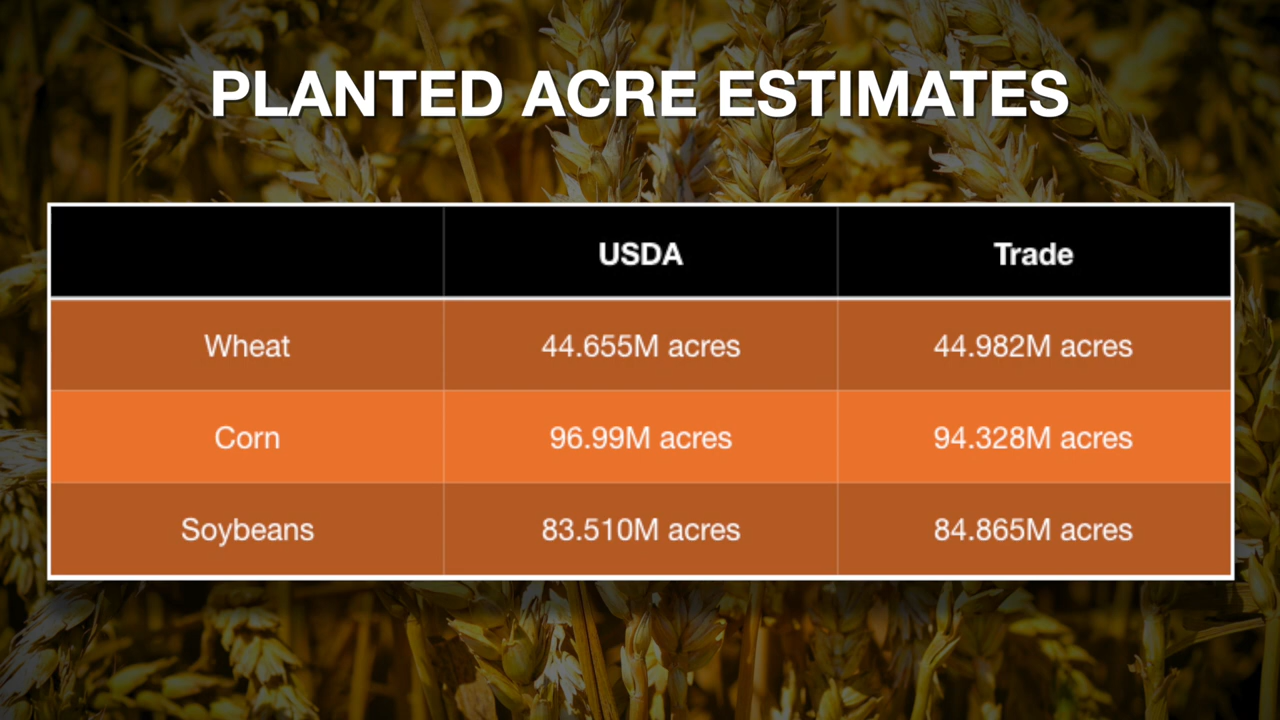 PLANTED ACRE ESTIMATES
USDA Trade
Wheat 44.655M acres 44.982M acres
Corn 96.99M acres 94.328M acres
Soybeans 83.510M acres 84.865M acres